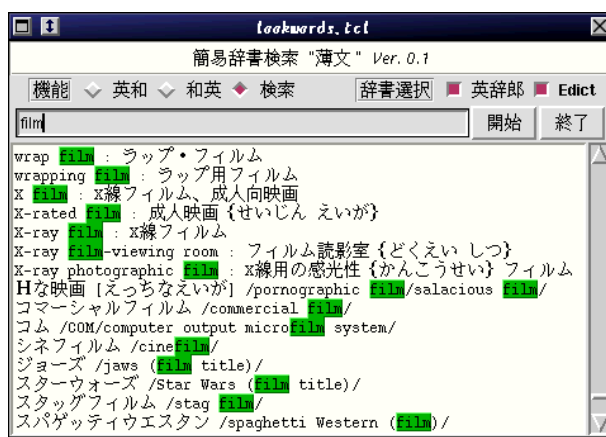 lookwords.tcl
簡易辞書検索 "薄文" Ver. 0.1
機能 英和 和英 検索 辞書選択 英辞郎 Edict
film 開始 終了
wrap film : ラップ・フィルム
wrapping film : ラップ用フィルム
X film : X線フィルム、成人向映画
X-rated film : 成人映画 {せいじん えいが}
X-ray film : X線フィルム
X-ray film-viewing room : フィルム読影室 {どくえい しつ}
X-ray photographic film : X線用の感光性 {かんこうせい} フィルム
Hな映画 [えっちなえいが] /pornographic film/salacious film/
コマーシャルフィルム /commercial film/
コム /COM/computer output microfilm system/
シネフィルム /cinefilm/
ジョーズ /jaws (film title)/
スターウォーズ /Star Wars (film title)/
スタッグフィルム /stag film/
スパゲッティウエスタン /spaghetti Western (film)/